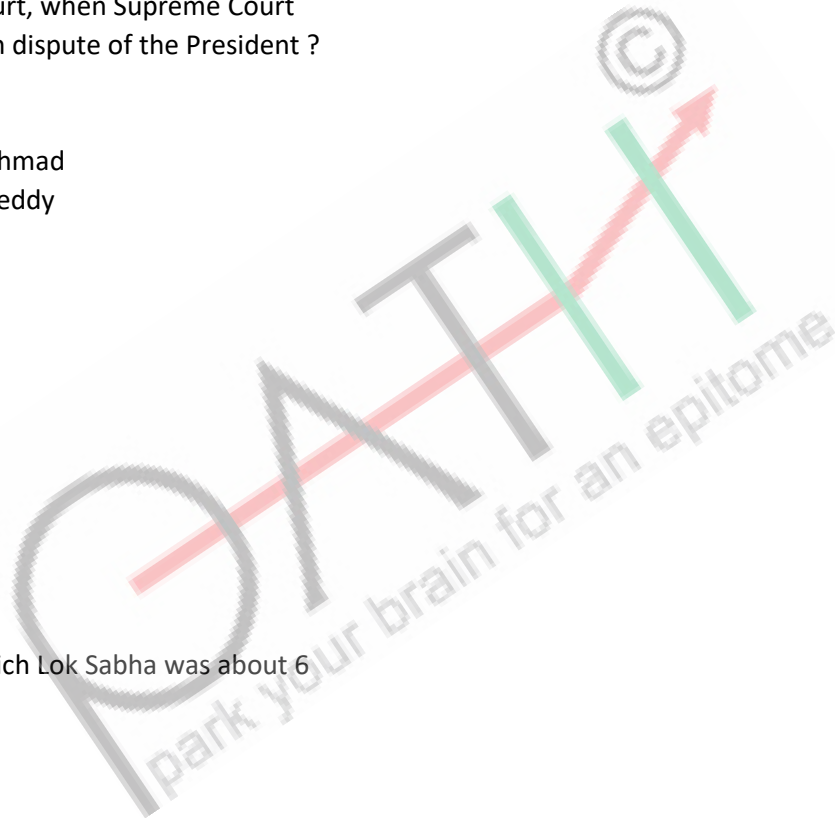 urt, when Supreme Court
n dispute of the President ?
hmad
eddy
ich Lok Sabha was about 6
©
PATH
park your brain for an epitome